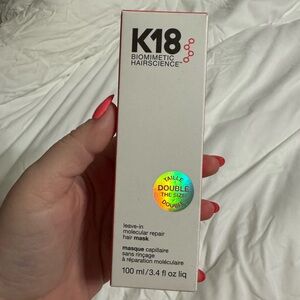 K18
BIOMIMETIC
HAIRSCIENCE
TAILLE
DOUBLE
THE SIZE
DOUBLE
leave-in
molecular repair
hair mask
masque capillaire
sans rinçage
à réparation moléculaire
100 ml/3.4 fl oz liq